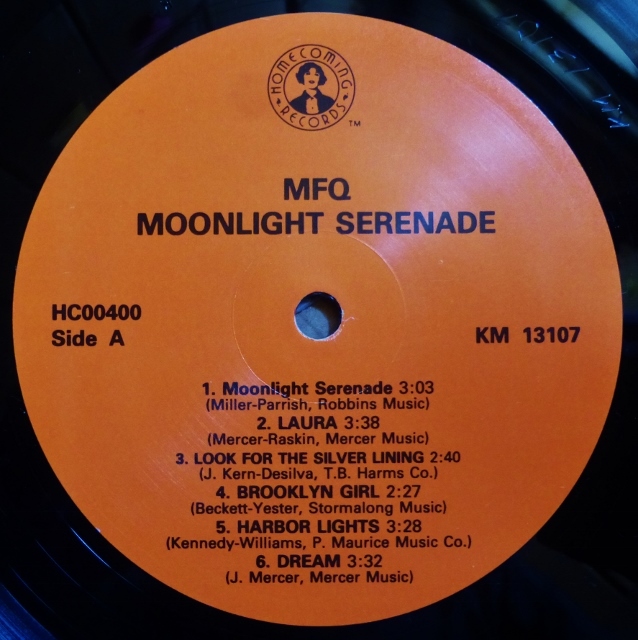 HOMECOMING
RECORDS
TM
MFQ
MOONLIGHT SERENADE
HC00400
Side A
KM 13107
1. Moonlight Serenade 3:03
(Miller-Parrish, Robbins Music)
2. LAURA 3:38
(Mercer-Raskin, Mercer Music)
3. LOOK FOR THE SILVER LINING 2:40
(J. Kern-Desilva, T.B. Harms Co.)
4. BROOKLYN GIRL 2:27
(Beckett-Yester, Stormalong Music)
5. HARBOR LIGHTS 3:28
(Kennedy-Williams, P. Maurice Music Co.)
6. DREAM 3:32
(J. Mercer, Mercer Music)